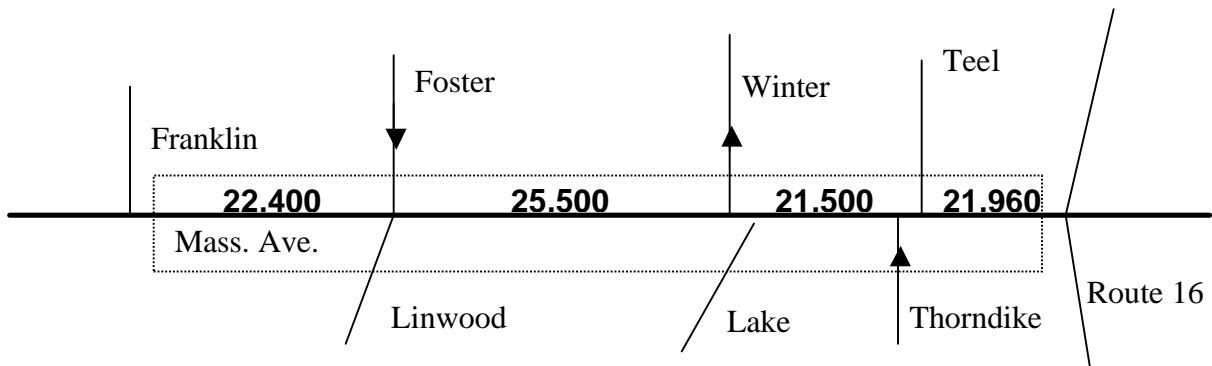 Teel
Foster
Winter
Franklin
22.400 25.500 21.500 21.960
Mass. Ave.
Route 16
Linwood
Lake
Thorndike